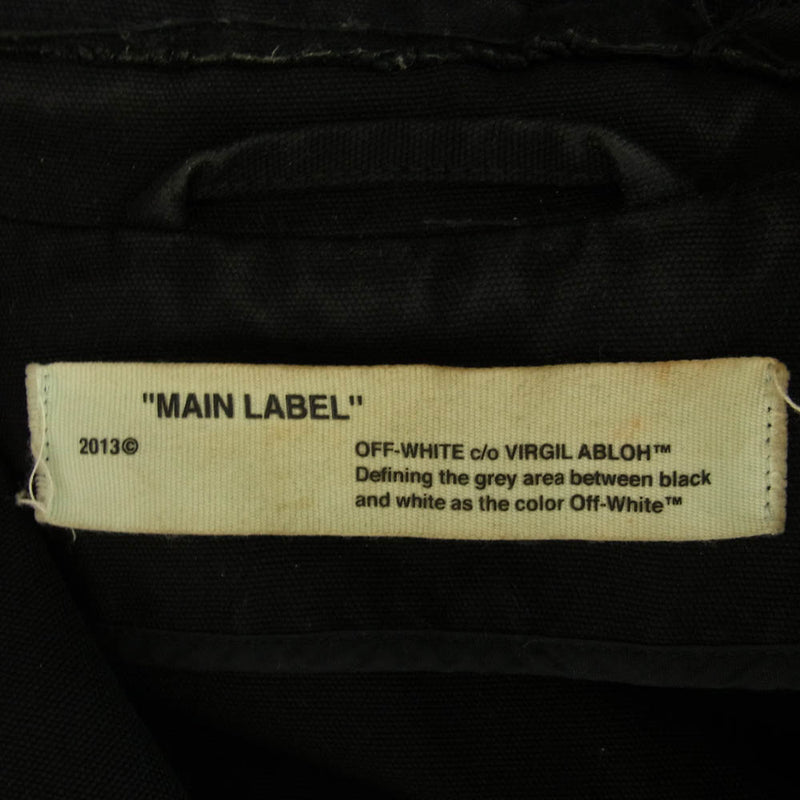 "MAIN LABEL"
2013©
OFF-WHITE c/o VIRGIL ABLOH™
Defining the grey area between black
and white as the color Off-White™